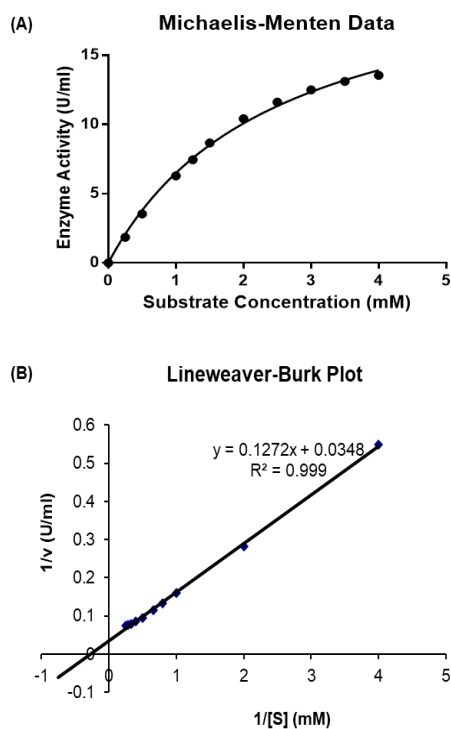 (A)
Michaelis-Menten Data
15
10
5
0
Enzyme Activity (U/ml)
0 1 2 3 4 5
Substrate Concentration (mM)
(B)
Lineweaver-Burk Plot
0.6
0.5
0.4
0.3
0.2
0.1
0
-0.1
1/v (U/ml)
y = 0.1272x + 0.0348
R² = 0.999
-1 0 1 2 3 4 5
1/[S] (mM)